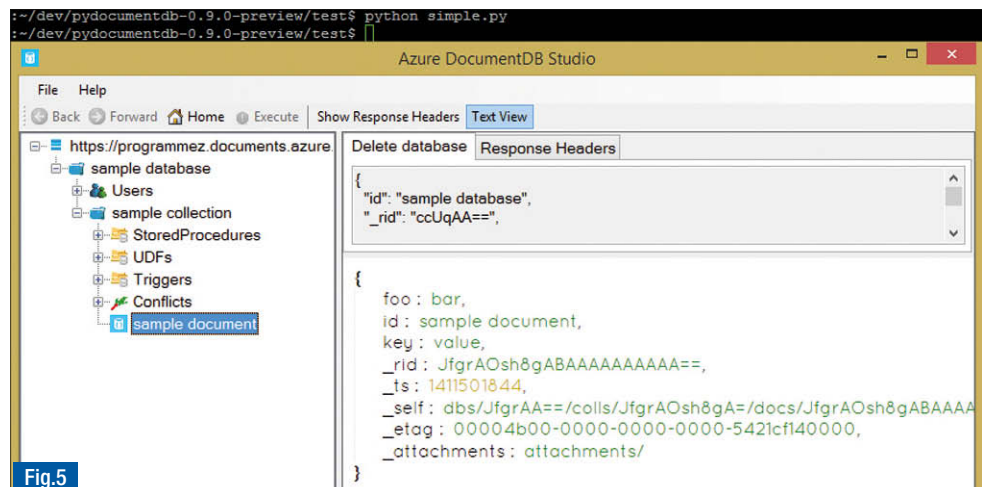 :~/dev/pydocumentdb-0.9.0-preview/test$ python simple.py
:~/dev/pydocumentdb-0.9.0-preview/test$
Azure DocumentDB Studio
File Help
Back Forward Home Execute Show Response Headers Text View
https://programmez.documents.azure.
sample database
Users
sample collection
StoredProcedures
UDFs
Triggers
Conflicts
sample document
Delete database Response Headers
{
"id": "sample database",
"_rid": "ccUqAA==",
{
foo : bar,
id : sample document,
key : value,
_rid : JfgrAOsh8gABAAAAAAAAAA==,
_ts : 1411501844,
_self : dbs/JfgrAA==/colls/JfgrAOsh8gA=/docs/JfgrAOsh8gABAAAA
_etag : 00004b00-0000-0000-0000-5421cf140000,
_attachments : attachments/
}
Fig.5